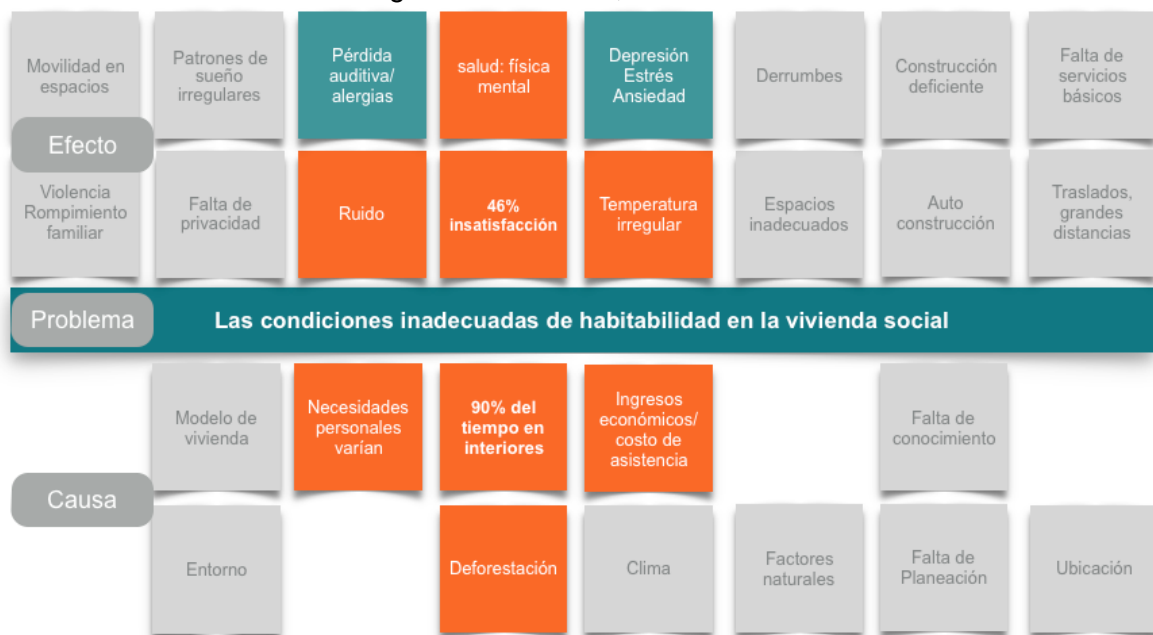 Movilidad en
espacios
Patrones de
sueño
irregulares
Pérdida
auditiva/
alergias
salud: física
mental
Depresión
Estrés
Ansiedad
Derrumbes
Construcción
deficiente
Falta de
servicios
básicos
Efecto
Violencia
Rompimiento
familiar
Falta de
privacidad
Ruido
46%
insatisfacción
Temperatura
irregular
Espacios
inadecuados
Auto
construcción
Traslados,
grandes
distancias
Problema
Las condiciones inadecuadas de habitabilidad en la vivienda social
Modelo de
vivienda
Necesidades
personales
varían
90% del
tiempo en
interiores
Ingresos
económicos/
costo de
asistencia
Falta de
conocimiento
Causa
Entorno
Deforestación
Clima
Factores
naturales
Falta de
Planeación
Ubicación